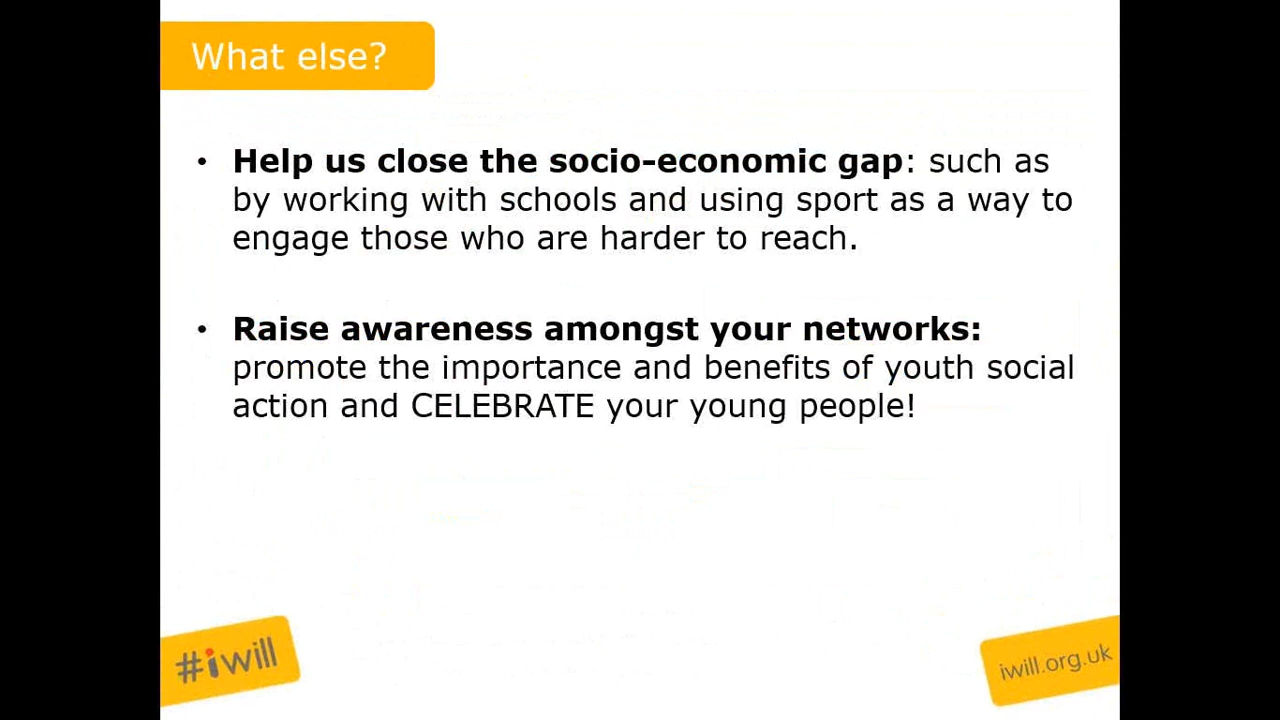 What else?
• Help us close the socio-economic gap: such as
by working with schools and using sport as a way to
engage those who are harder to reach.
• Raise awareness amongst your networks:
promote the importance and benefits of youth social
action and CELEBRATE your young people!
#iwill
iwill.org.uk